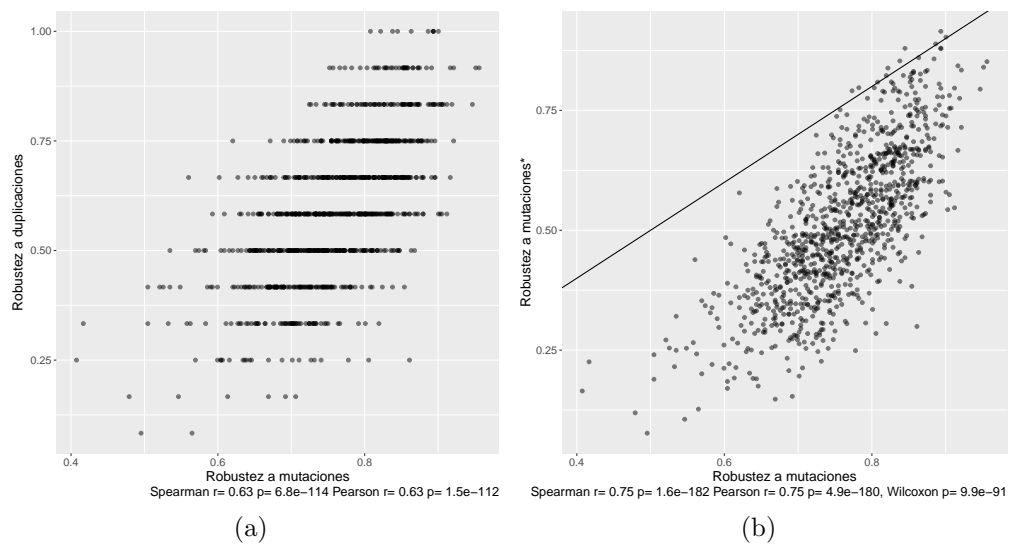 1.00
0.75
0.50
0.25
Robustez a duplicaciones
0.4
0.6
0.8
Robustez a mutaciones
Spearman r= 0.63 p= 6.8e−114 Pearson r= 0.63 p= 1.5e−112
(a)
0.75
0.50
0.25
Robustez a mutaciones*
0.4
0.6
0.8
Robustez a mutaciones
Spearman r= 0.75 p= 1.6e−182 Pearson r= 0.75 p= 4.9e−180, Wilcoxon p= 9.9e−91
(b)